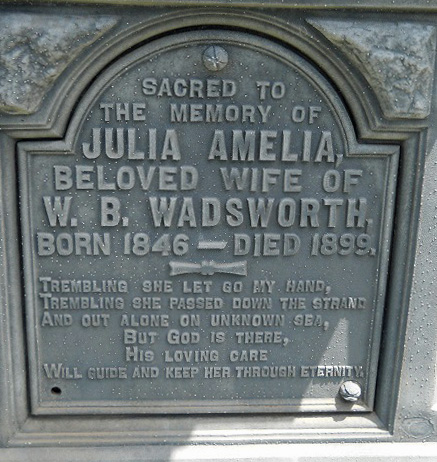 SACRED TO
THE MEMORY OF
JULIA AMELIA,
BELOVED WIFE OF
W. B. WADSWORTH,
BORN 1846 — DIED 1899.
TREMBLING SHE LET GO MY HAND,
TREMBLING SHE PASSED DOWN THE STRAND
AND OUT ALONE ON UNKNOWN SEA,
BUT GOD IS THERE,
HIS LOVING CARE
WILL GUIDE AND KEEP HER THROUGH ETERNITY.